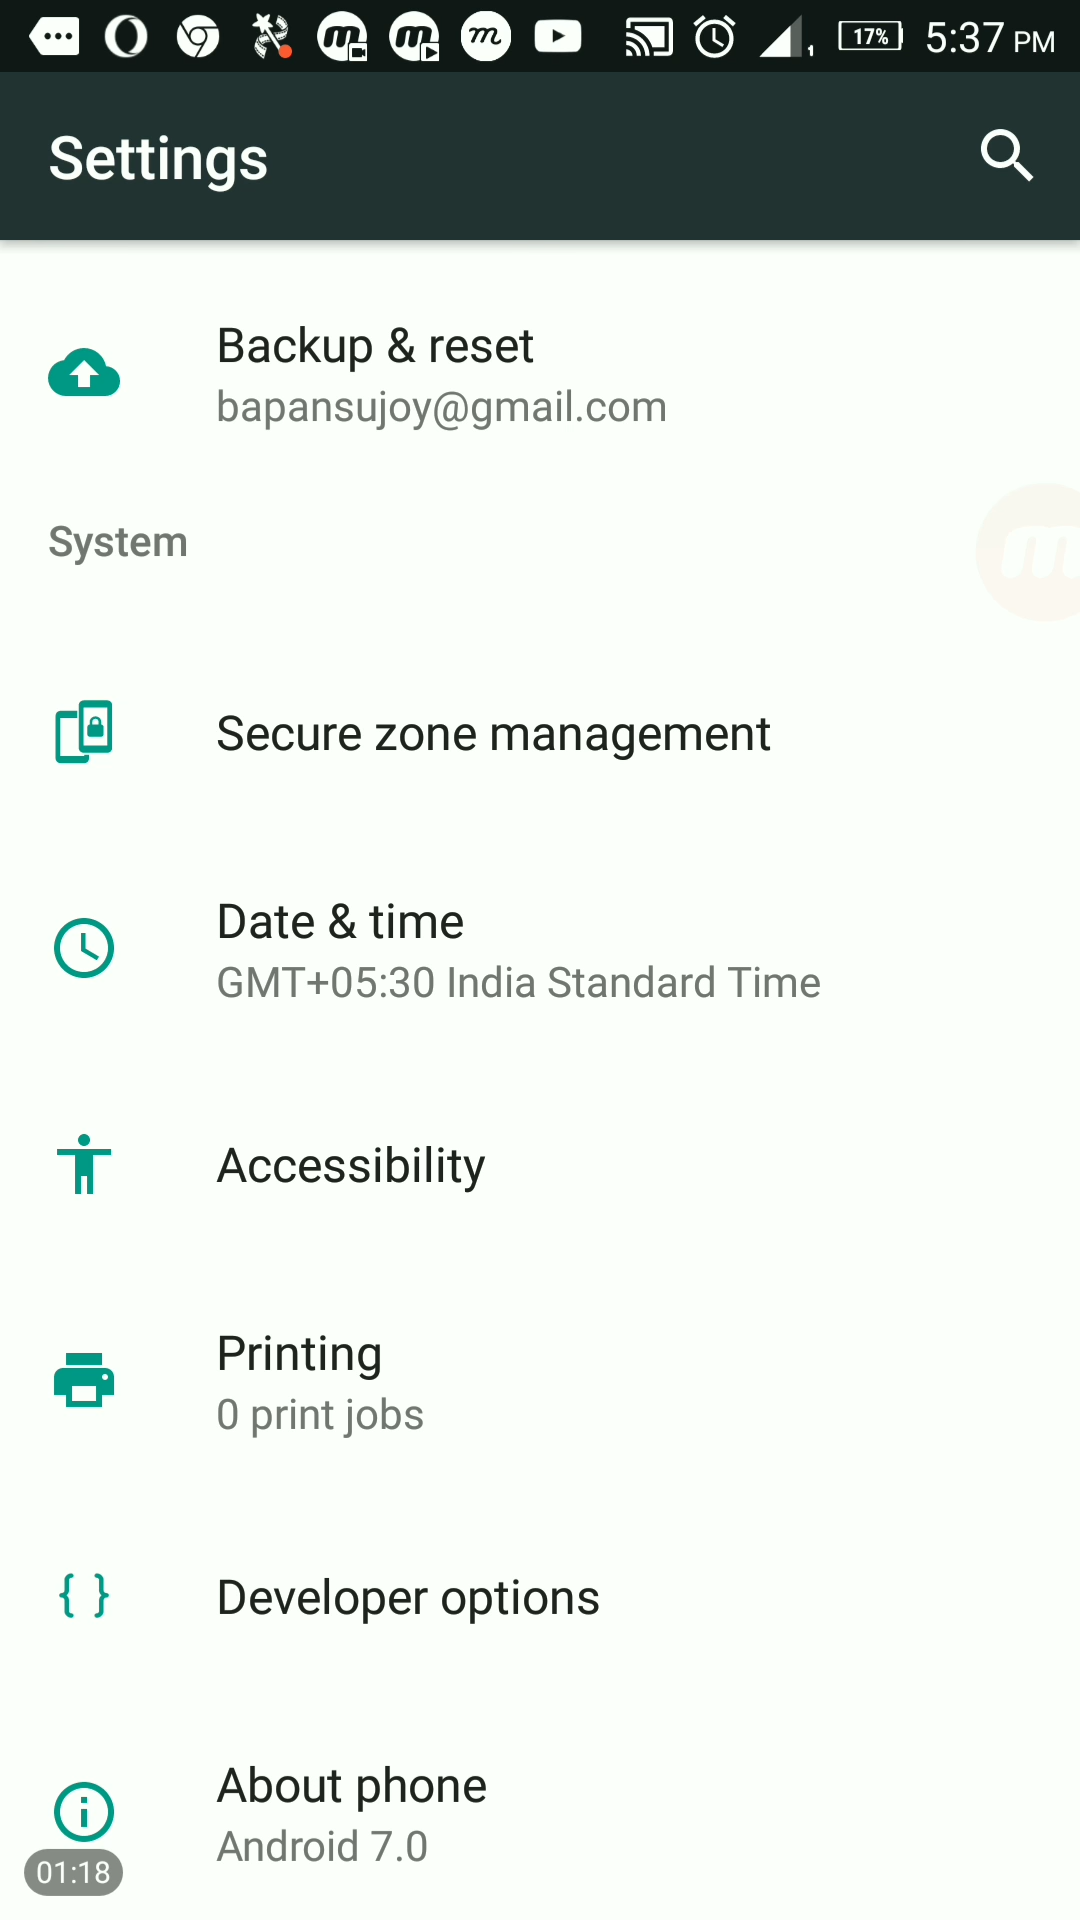 17% 5:37 PM
Settings
Backup & reset
bapansujoy@gmail.com
System
Secure zone management
Date & time
GMT+05:30 India Standard Time
Accessibility
Printing
0 print jobs
Developer options
About phone
Android 7.0
01:18